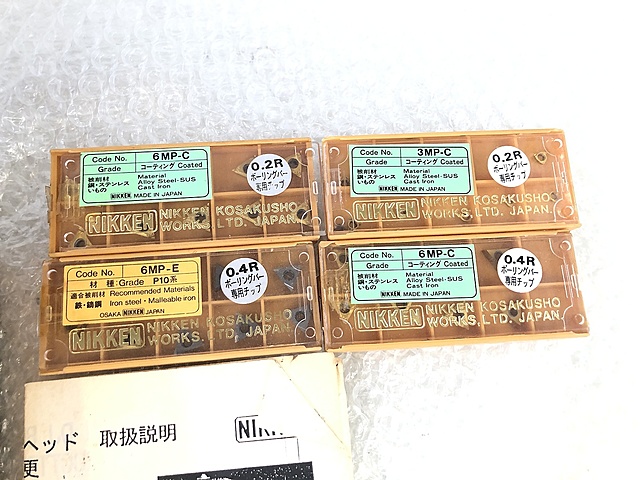 Code No. 6MP-C
Grade コーティング Coated
被削材 Material
鋼・ステンレス Alloy Steel-SUS
いもの Cast Iron
NIKKEN MADE IN JAPAN
0.2R
ボーリングバー
専用チップ
NIKKEN NIKKEN KOSAKUSHO
WORKS. LTD. JAPAN.
Code No. 3MP-C
Grade コーティング Coated
被削材 Material
鋼・ステンレス Alloy Steel-SUS
いもの Cast Iron
NIKKEN MADE IN JAPAN
0.2R
ボーリングバー
専用チップ
NIKKEN NIKKEN KOSAKUSHO
WORKS. LTD. JAPAN.
Code No. 6MP-E
材 種:Grade P10系
適合被削材 Recommended Materials
鉄・鋳鋼 Iron steel・Malleable iron
OSAKA NIKKEN JAPAN
0.4R
ボーリングバー
専用チップ
NIKKEN NIKKEN KOSAKUSHO
WORKS. LTD. JAPAN.
Code No. 6MP-C
Grade コーティング Coated
被削材 Material
鋼・ステンレス Alloy Steel-SUS
いもの Cast Iron
NIKKEN MADE IN JAPAN
0.4R
ボーリングバー
専用チップ
NIKKEN NIKKEN KOSAKUSHO
WORKS. LTD. JAPAN.
ヘッド 取扱説明
更